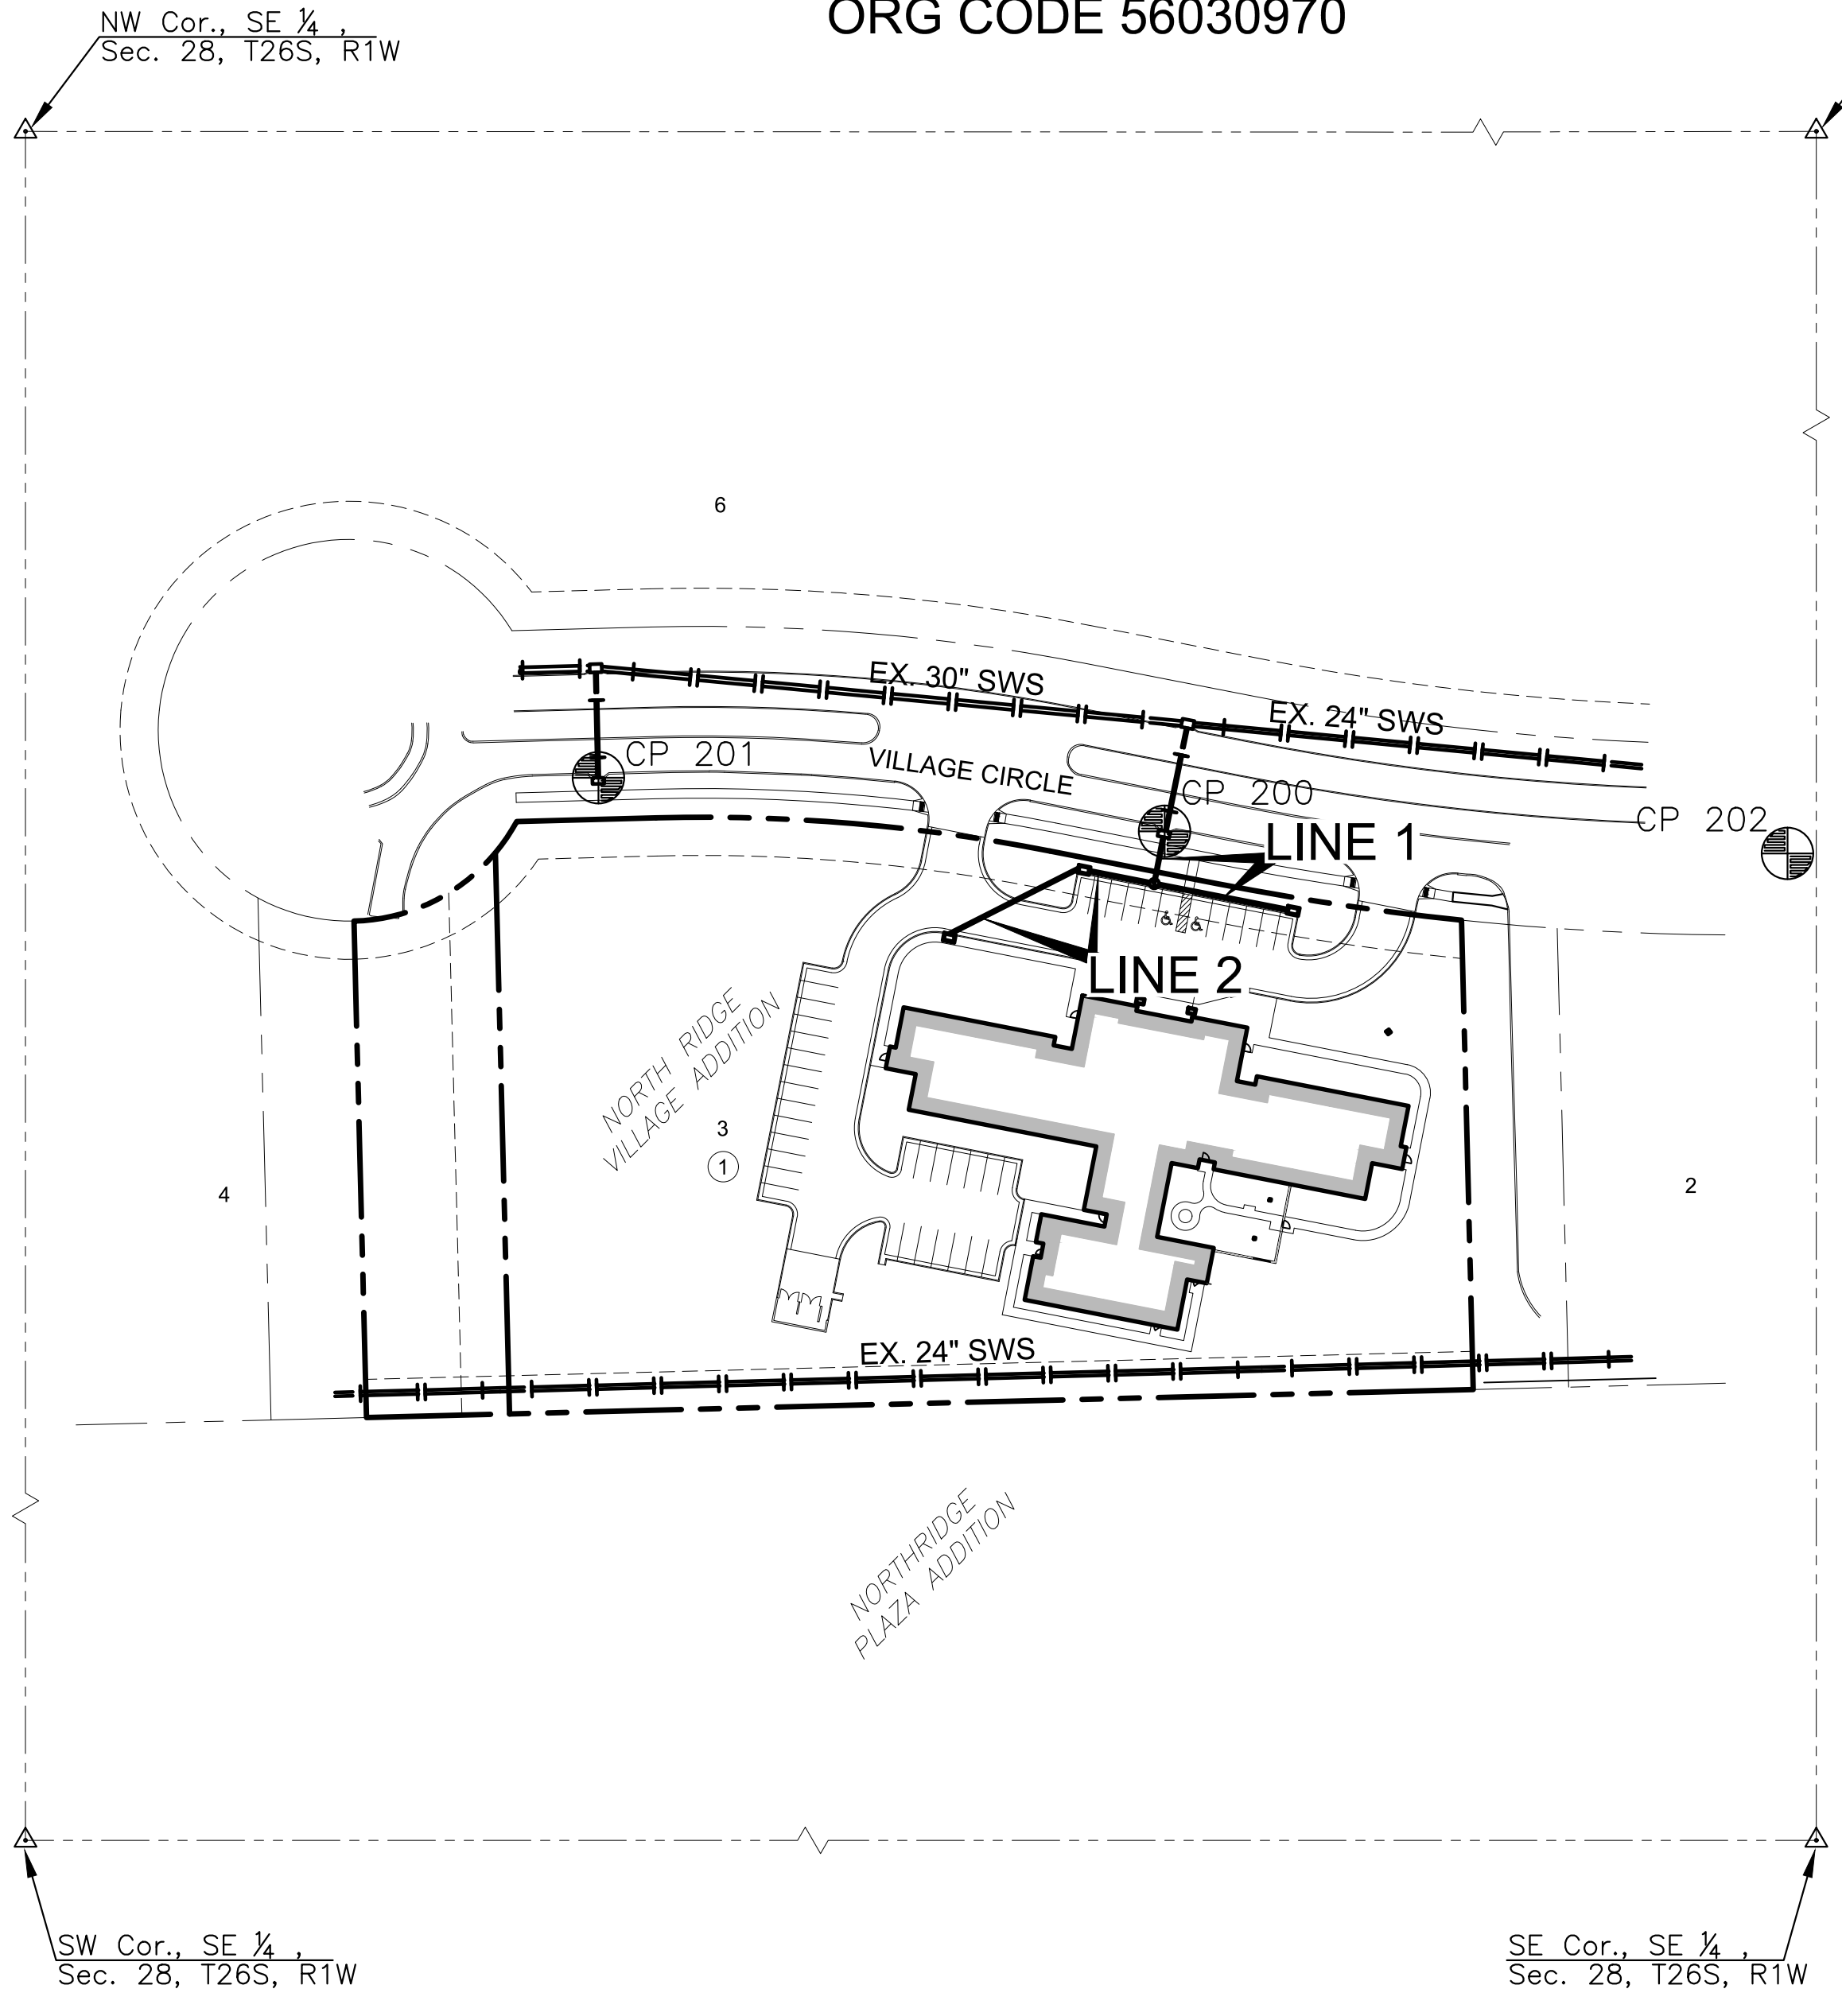 ORG CODE 56030970
NW Cor., SE ¼ ,
Sec. 28, T26S, R1W
6
EX. 30" SWS
EX. 24" SWS
CP 201
VILLAGE CIRCLE
CP 200
CP 202
LINE 1
LINE 2
NORTH RIDGE
VILLAGE ADDITION
3
1
4
2
EX. 24" SWS
NORTHRIDGE
PLAZA ADDITION
SW Cor., SE ¼ ,
Sec. 28, T26S, R1W
SE Cor., SE ¼ ,
Sec. 28, T26S, R1W